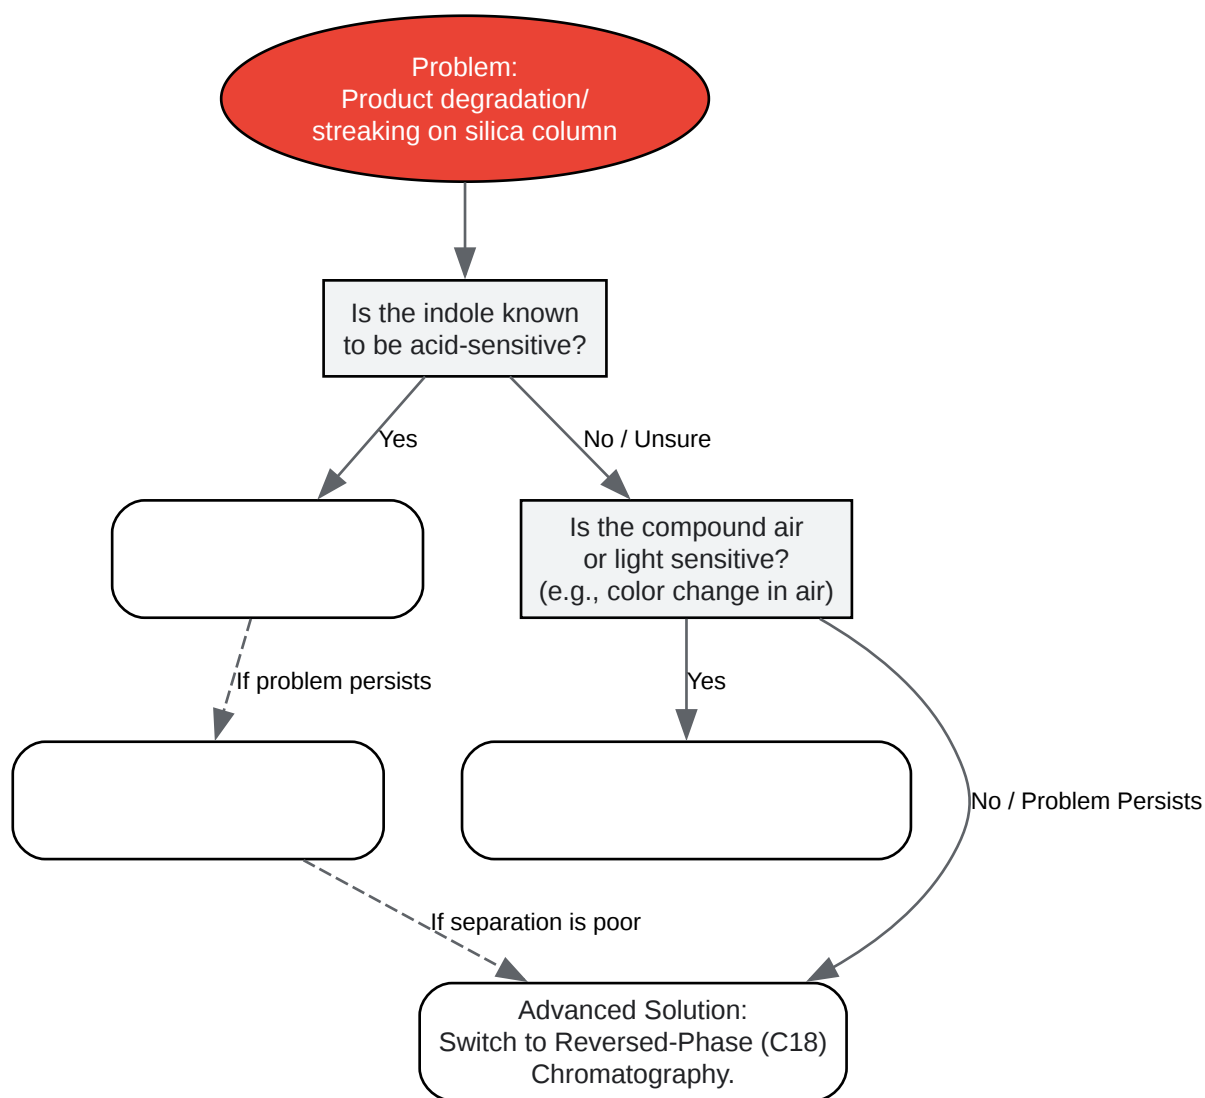 Problem:
Product degradation/
streaking on silica column
Is the indole known
to be acid-sensitive?
Yes
No / Unsure
Is the compound air
or light sensitive?
(e.g., color change in air)
If problem persists
Yes
No / Problem Persists
If separation is poor
Advanced Solution:
Switch to Reversed-Phase (C18)
Chromatography.